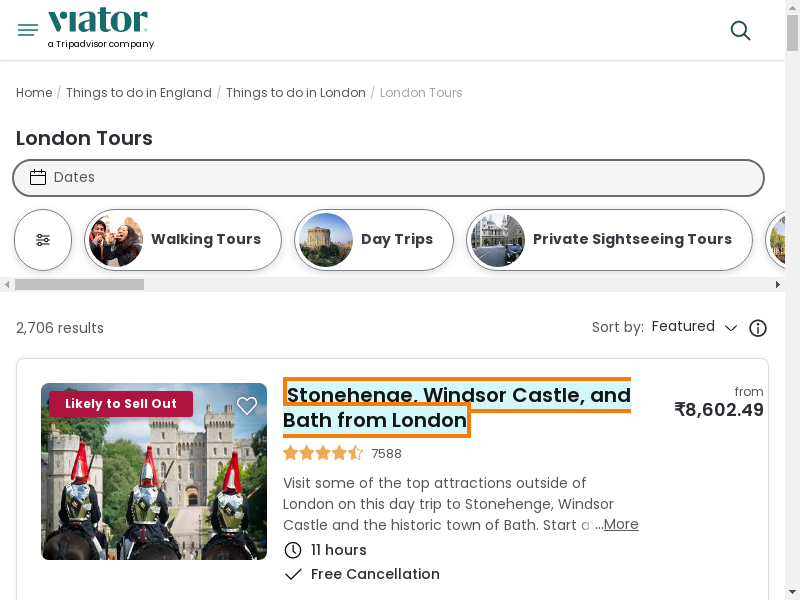 viator
a Tripadvisor company
Home / Things to do in England / Things to do in London / London Tours
London Tours
Dates
Walking Tours
Day Trips
Private Sightseeing Tours
2,706 results
Sort by: Featured
Likely to Sell Out
Stonehenge, Windsor Castle, and
Bath from London
from
₹8,602.49
7588
Visit some of the top attractions outside of
London on this day trip to Stonehenge, Windsor
Castle and the historic town of Bath. Start a...More
11 hours
Free Cancellation